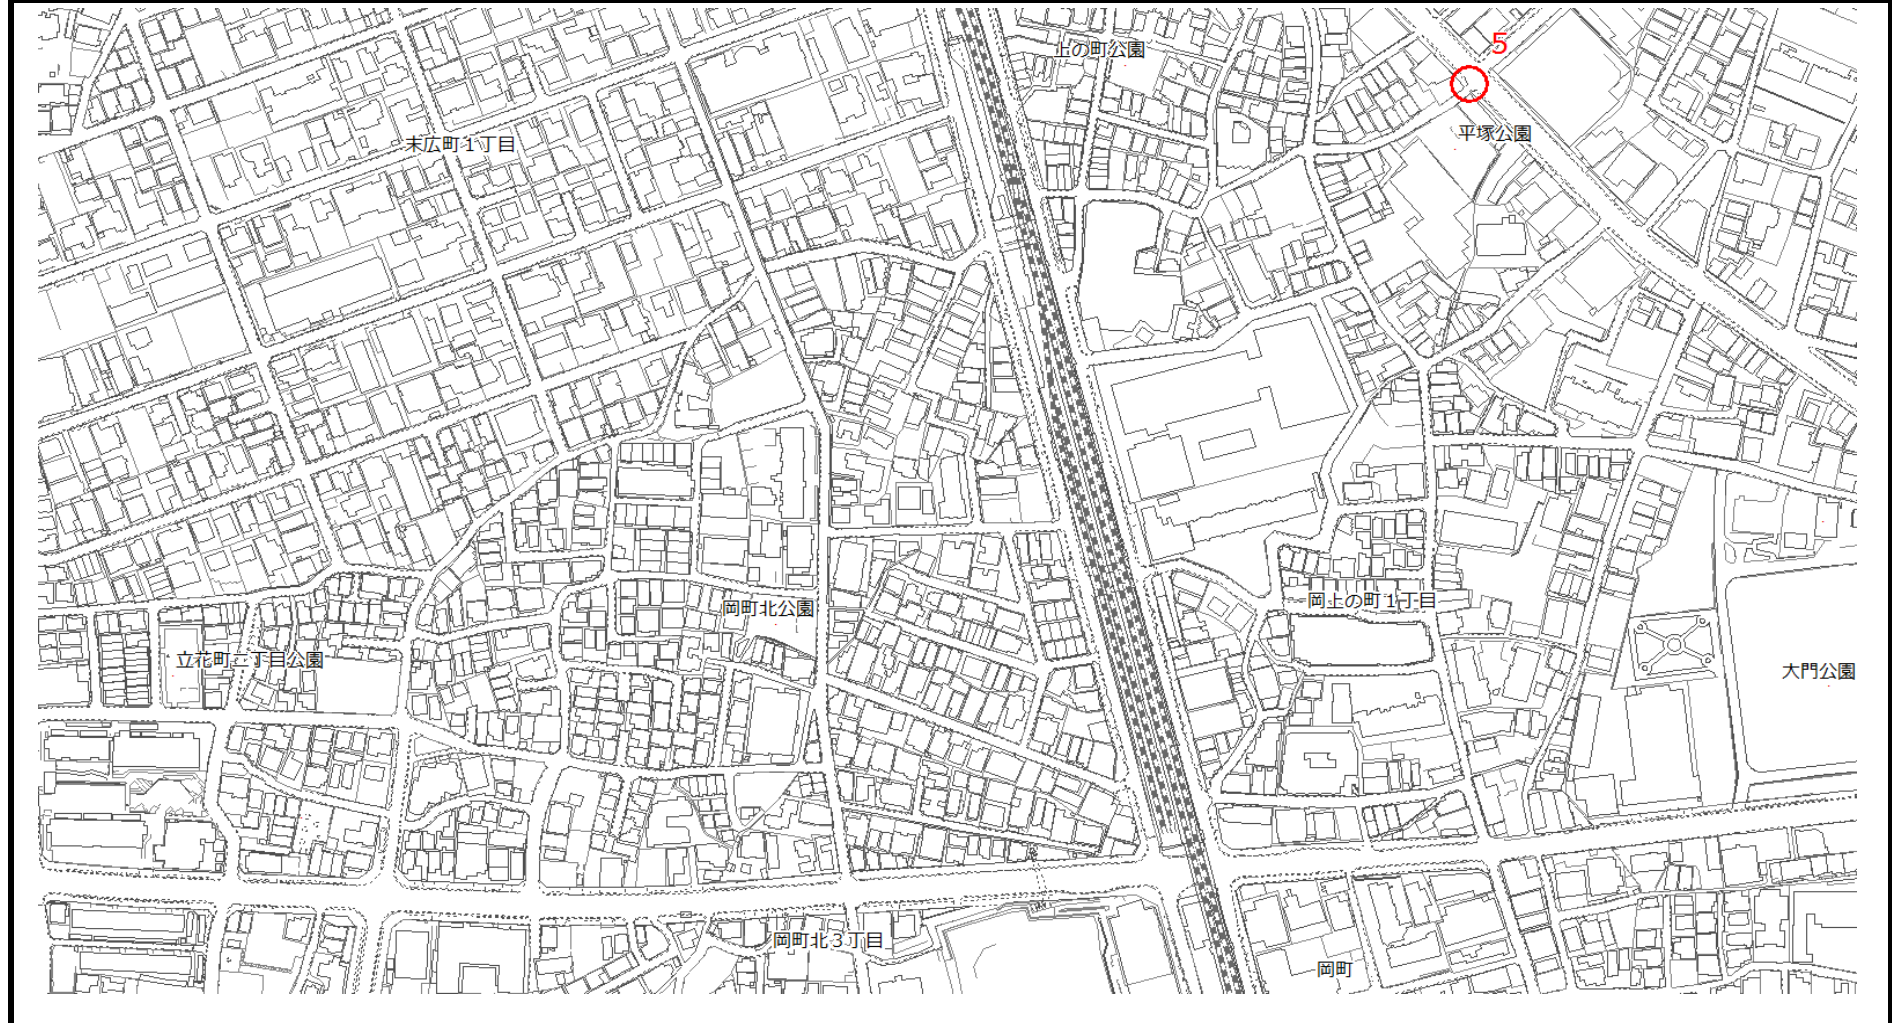 5
上の町公園
平塚公園
末広町１丁目
岡上の町１丁目
岡町北公園
立花町二丁目公園
大門公園
岡町北３丁目
岡町